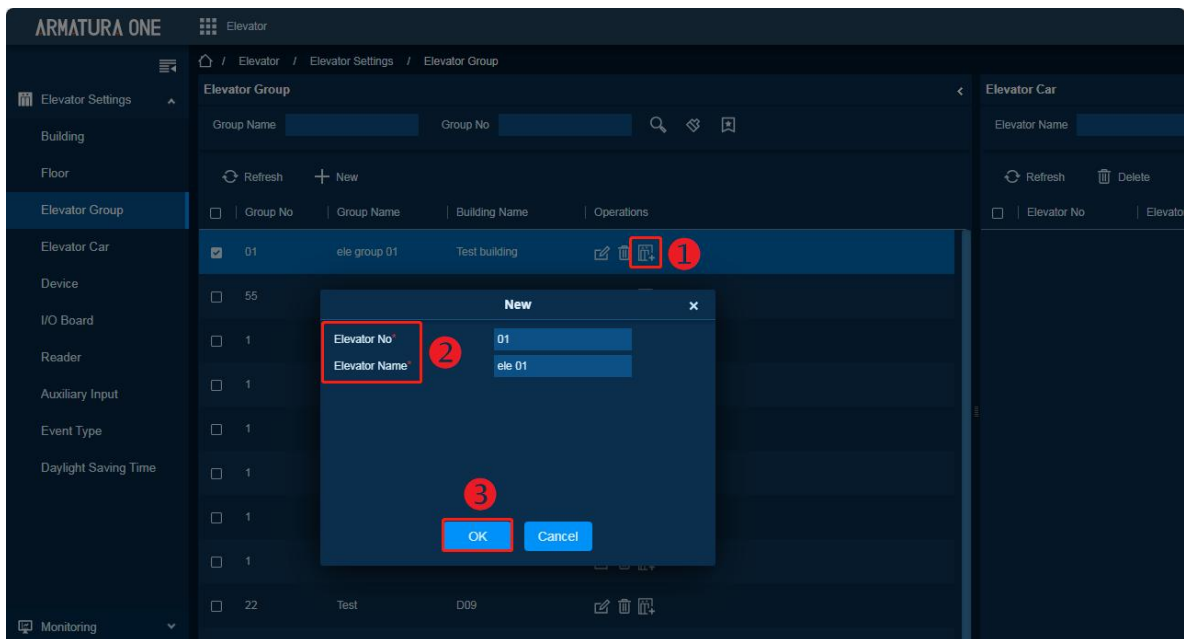 ARMATURA ONE
Elevator
/ Elevator / Elevator Settings / Elevator Group
Elevator Settings
Building
Floor
Elevator Group
Elevator Car
Device
I/O Board
Reader
Auxiliary Input
Event Type
Daylight Saving Time
Monitoring
Elevator Group
Group Name
Group No
Refresh
New
Group No Group Name Building Name Operations
01 ele group 01 Test building
1
55
1
1
1
1
1
1
22 Test D09
New
Elevator No* 01
2
Elevator Name* ele 01
3
OK Cancel
Elevator Car
Elevator Name
Refresh Delete
Elevator No Elevato